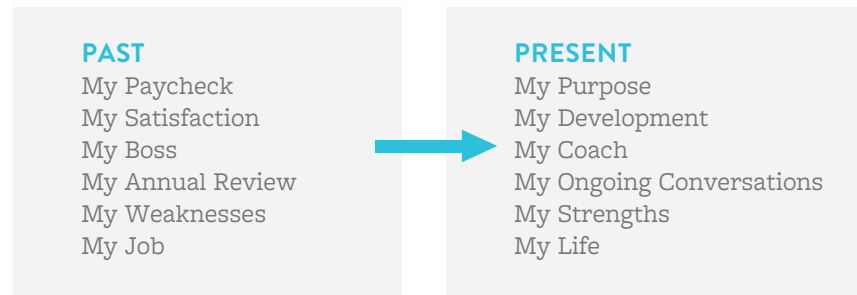 PAST
My Paycheck
My Satisfaction
My Boss
My Annual Review
My Weaknesses
My Job
PRESENT
My Purpose
My Development
My Coach
My Ongoing Conversations
My Strengths
My Life